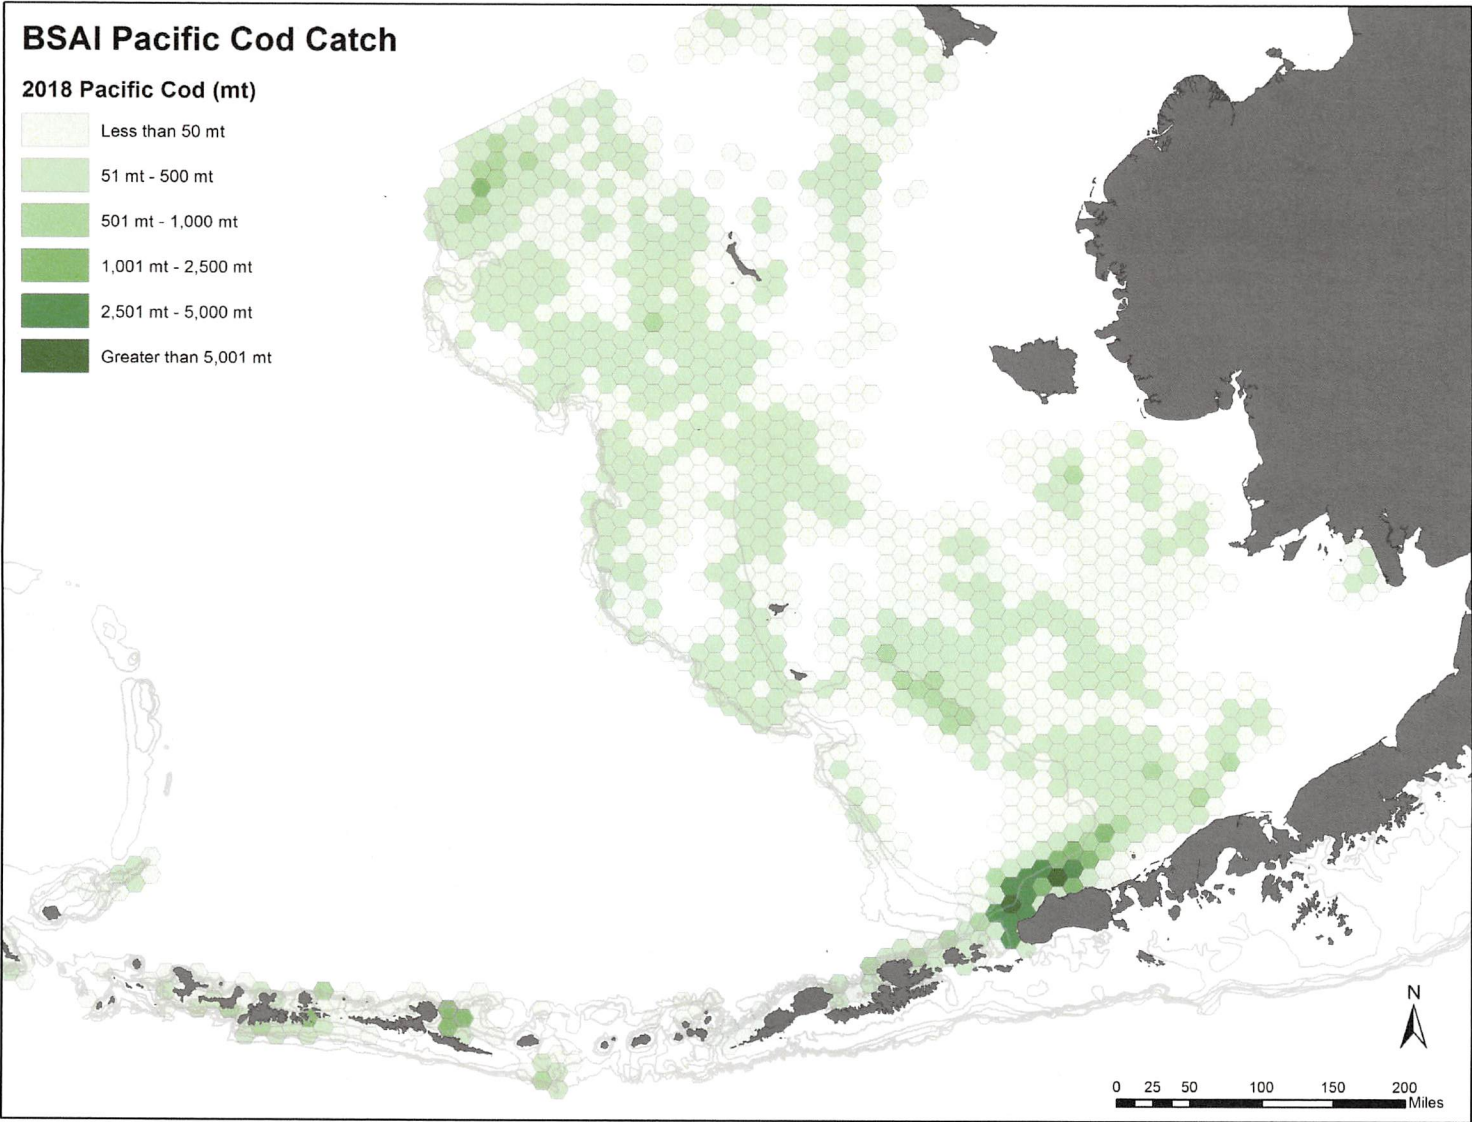 BSAI Pacific Cod Catch
2018 Pacific Cod (mt)
Less than 50 mt
51 mt - 500 mt
501 mt - 1,000 mt
1,001 mt - 2,500 mt
2,501 mt - 5,000 mt
Greater than 5,001 mt
N
0 25 50 100 150 200
Miles